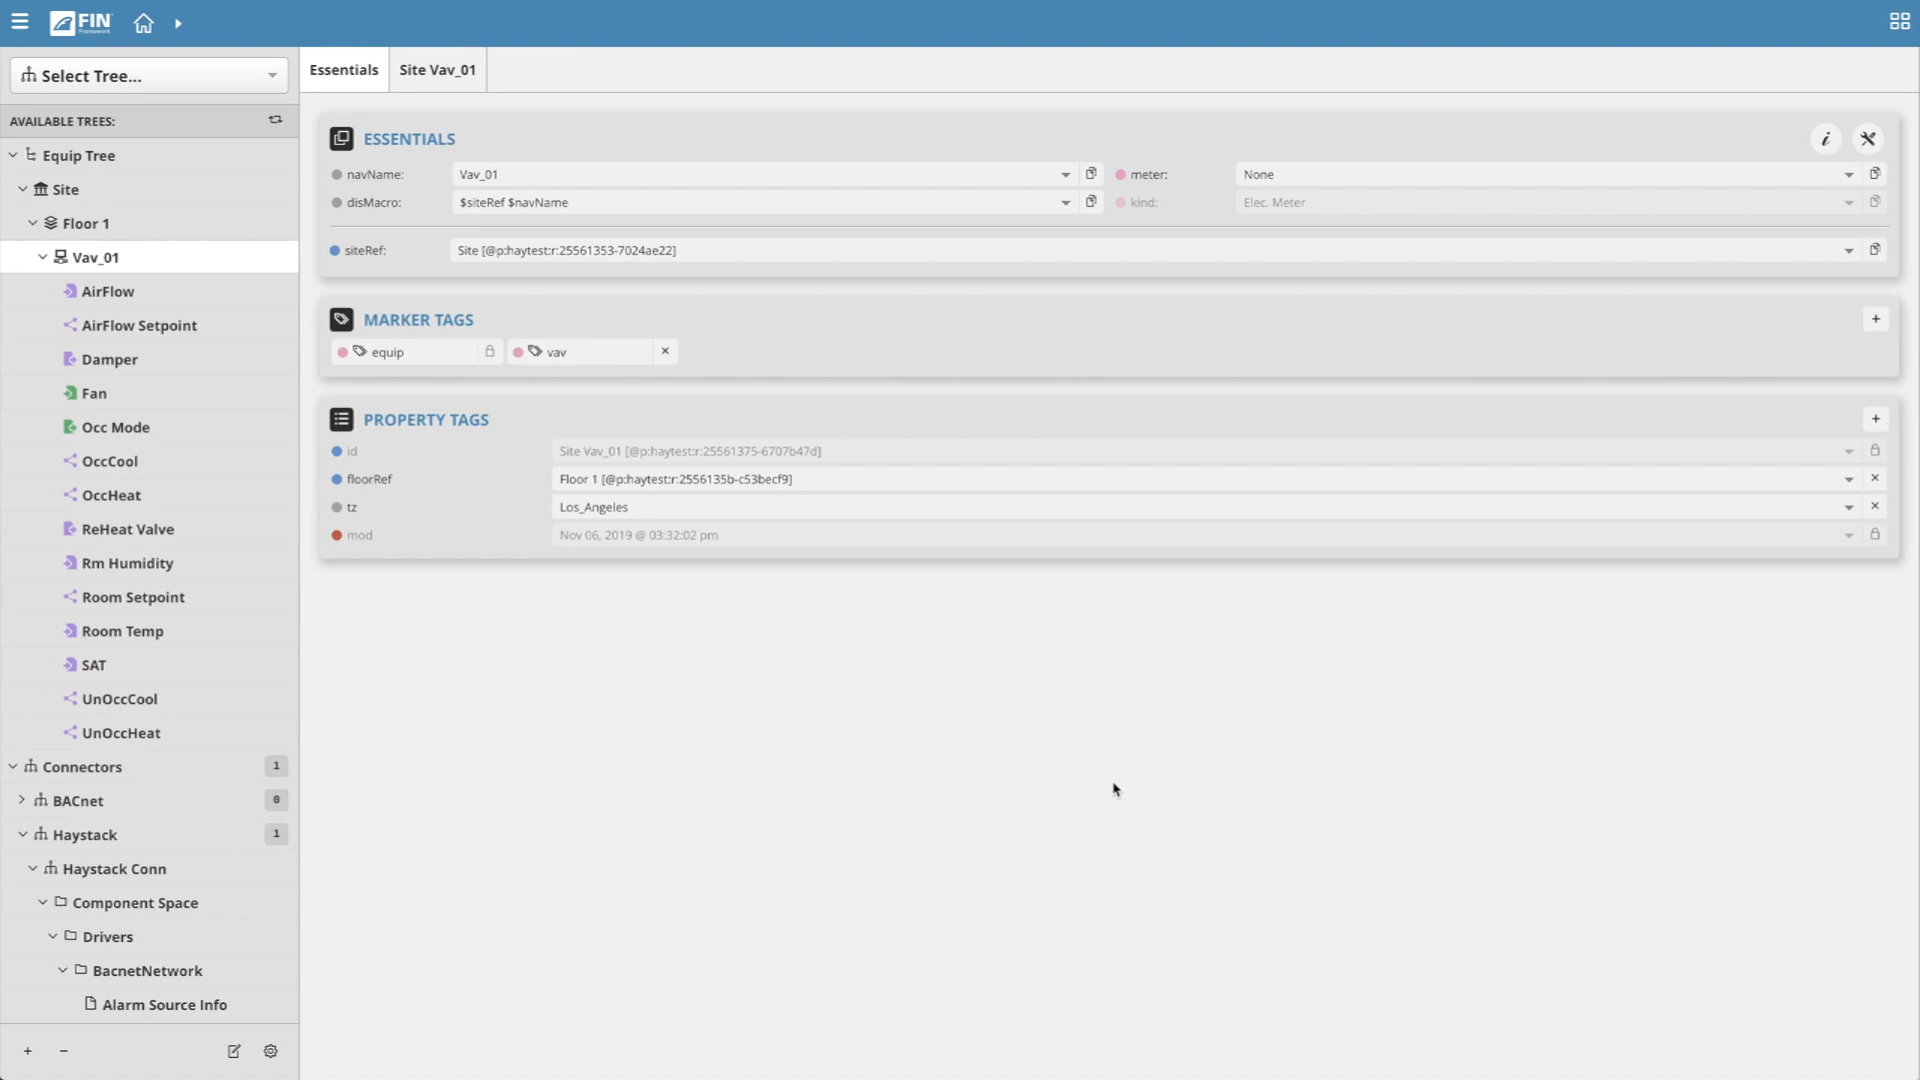 FIN
Framework
Select Tree...
AVAILABLE TREES:
Equip Tree
Site
Floor 1
Vav_01
AirFlow
AirFlow Setpoint
Damper
Fan
Occ Mode
OccCool
OccHeat
ReHeat Valve
Rm Humidity
Room Setpoint
Room Temp
SAT
UnOccCool
UnOccHeat
Connectors 1
BACnet 0
Haystack 1
Haystack Conn
Component Space
Drivers
BacnetNetwork
Alarm Source Info
Essentials Site Vav_01
ESSENTIALS
navName: Vav_01 meter: None
disMacro: $siteRef $navName kind: Elec. Meter
siteRef: Site [@p:haytest:r:25561353-7024ae22]
MARKER TAGS
equip vav
PROPERTY TAGS
id Site Vav_01 [@p:haytest:r:25561375-6707b47d]
floorRef Floor 1 [@p:haytest:r:2556135b-c53becf9]
tz Los_Angeles
mod Nov 06, 2019 @ 03:32:02 pm